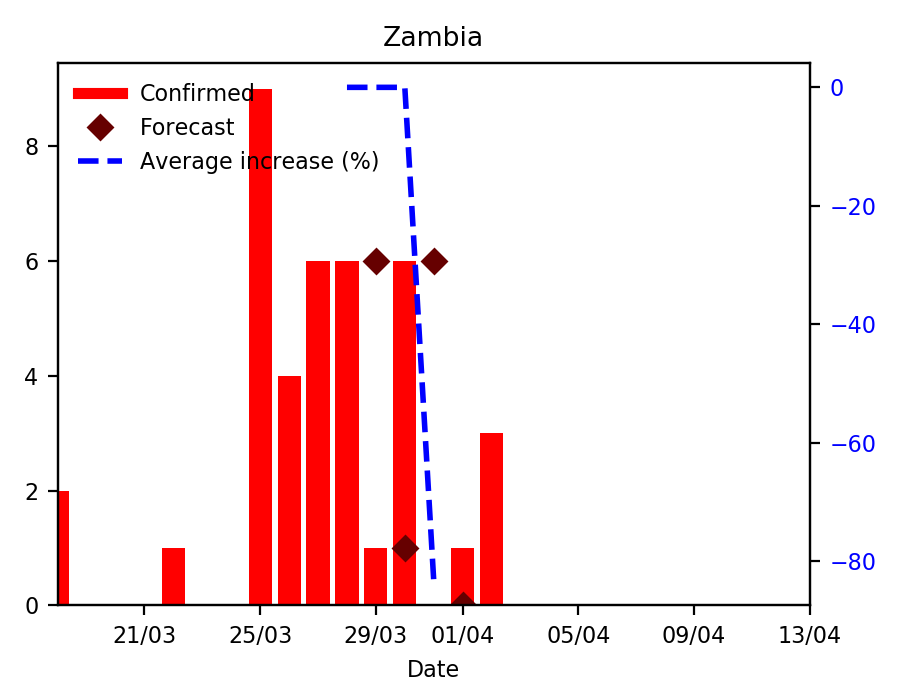 Zambia
Confirmed
Forecast
Average increase (%)
8
6
4
2
0
0
−20
−40
−60
−80
21/03 25/03 29/03 01/04 05/04 09/04 13/04
Date